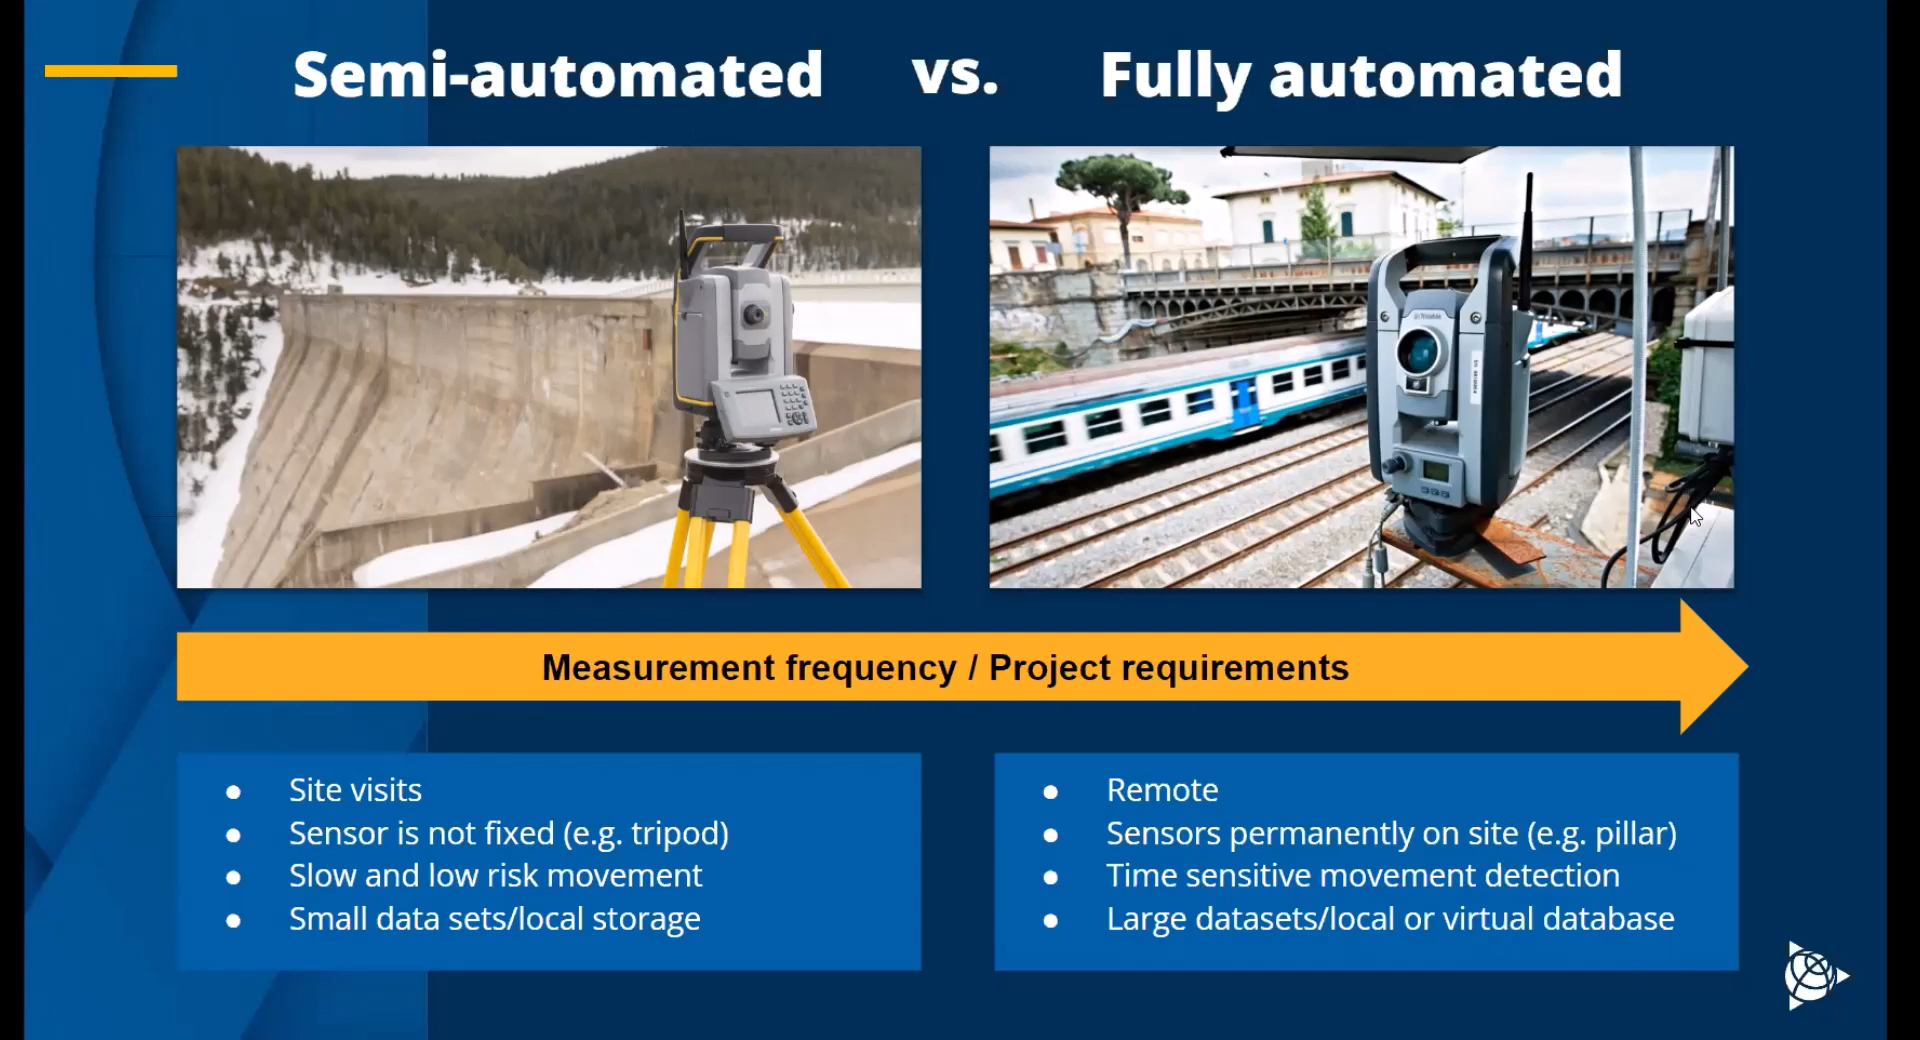 Semi-automated vs. Fully automated
Trimble
Measurement frequency / Project requirements
● Site visits
● Sensor is not fixed (e.g. tripod)
● Slow and low risk movement
● Small data sets/local storage
● Remote
● Sensors permanently on site (e.g. pillar)
● Time sensitive movement detection
● Large datasets/local or virtual database